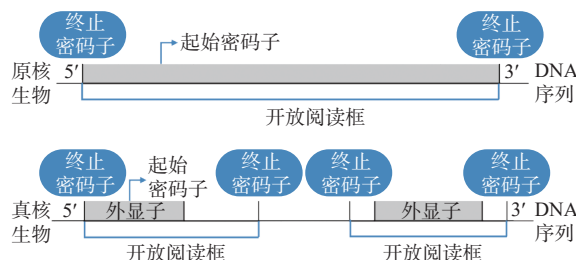 终止
密码子
终止
密码子
起始密码子
原核
生物
5′
3′
DNA
序列
开放阅读框
终止
密码子
起始
密码子
终止
密码子
终止
密码子
终止
密码子
真核
生物
5′
外显子
外显子
3′
DNA
序列
开放阅读框
开放阅读框